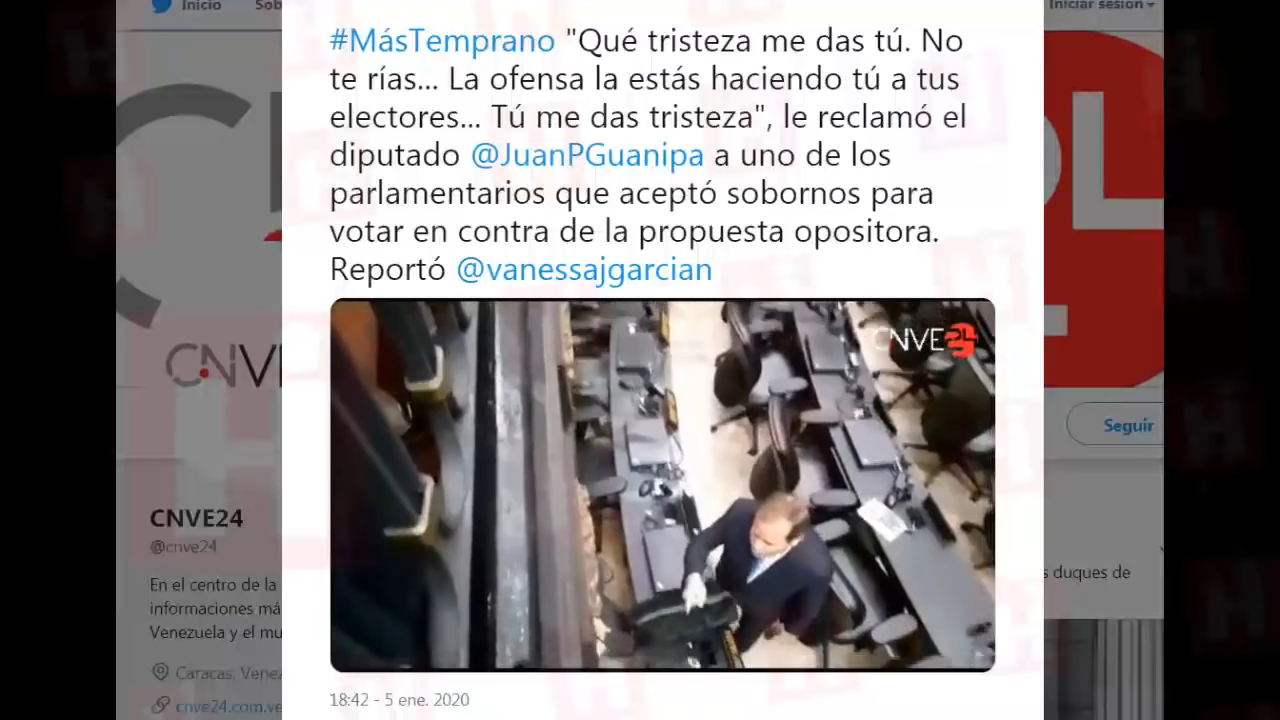 Inicio
Sob
Iniciar sesión
#MásTemprano "Qué tristeza me das tú. No
te rías... La ofensa la estás haciendo tú a tus
electores... Tú me das tristeza", le reclamó el
diputado @JuanPGuanipa a uno de los
parlamentarios que aceptó sobornos para
votar en contra de la propuesta opositora.
Reportó @vanessajgarcian
CNVE
CNVE24
18:42 - 5 ene. 2020
Seguir
CNVE24
@cnve24
En el centro de la
informaciones má
Venezuela y el mu
Caracas, Venez
cnve24.com.ve
s duques de